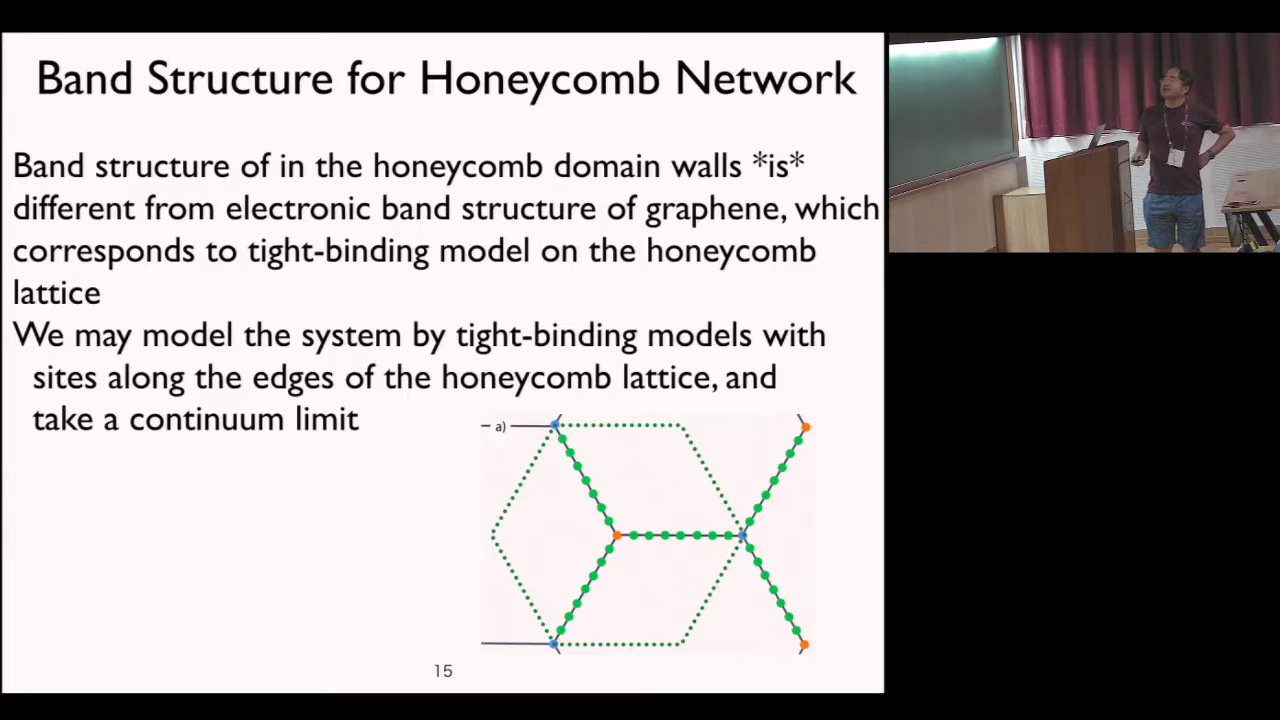 Band Structure for Honeycomb Network
Band structure of in the honeycomb domain walls *is*
different from electronic band structure of graphene, which
corresponds to tight-binding model on the honeycomb
lattice
We may model the system by tight-binding models with
sites along the edges of the honeycomb lattice, and
take a continuum limit
a)
15